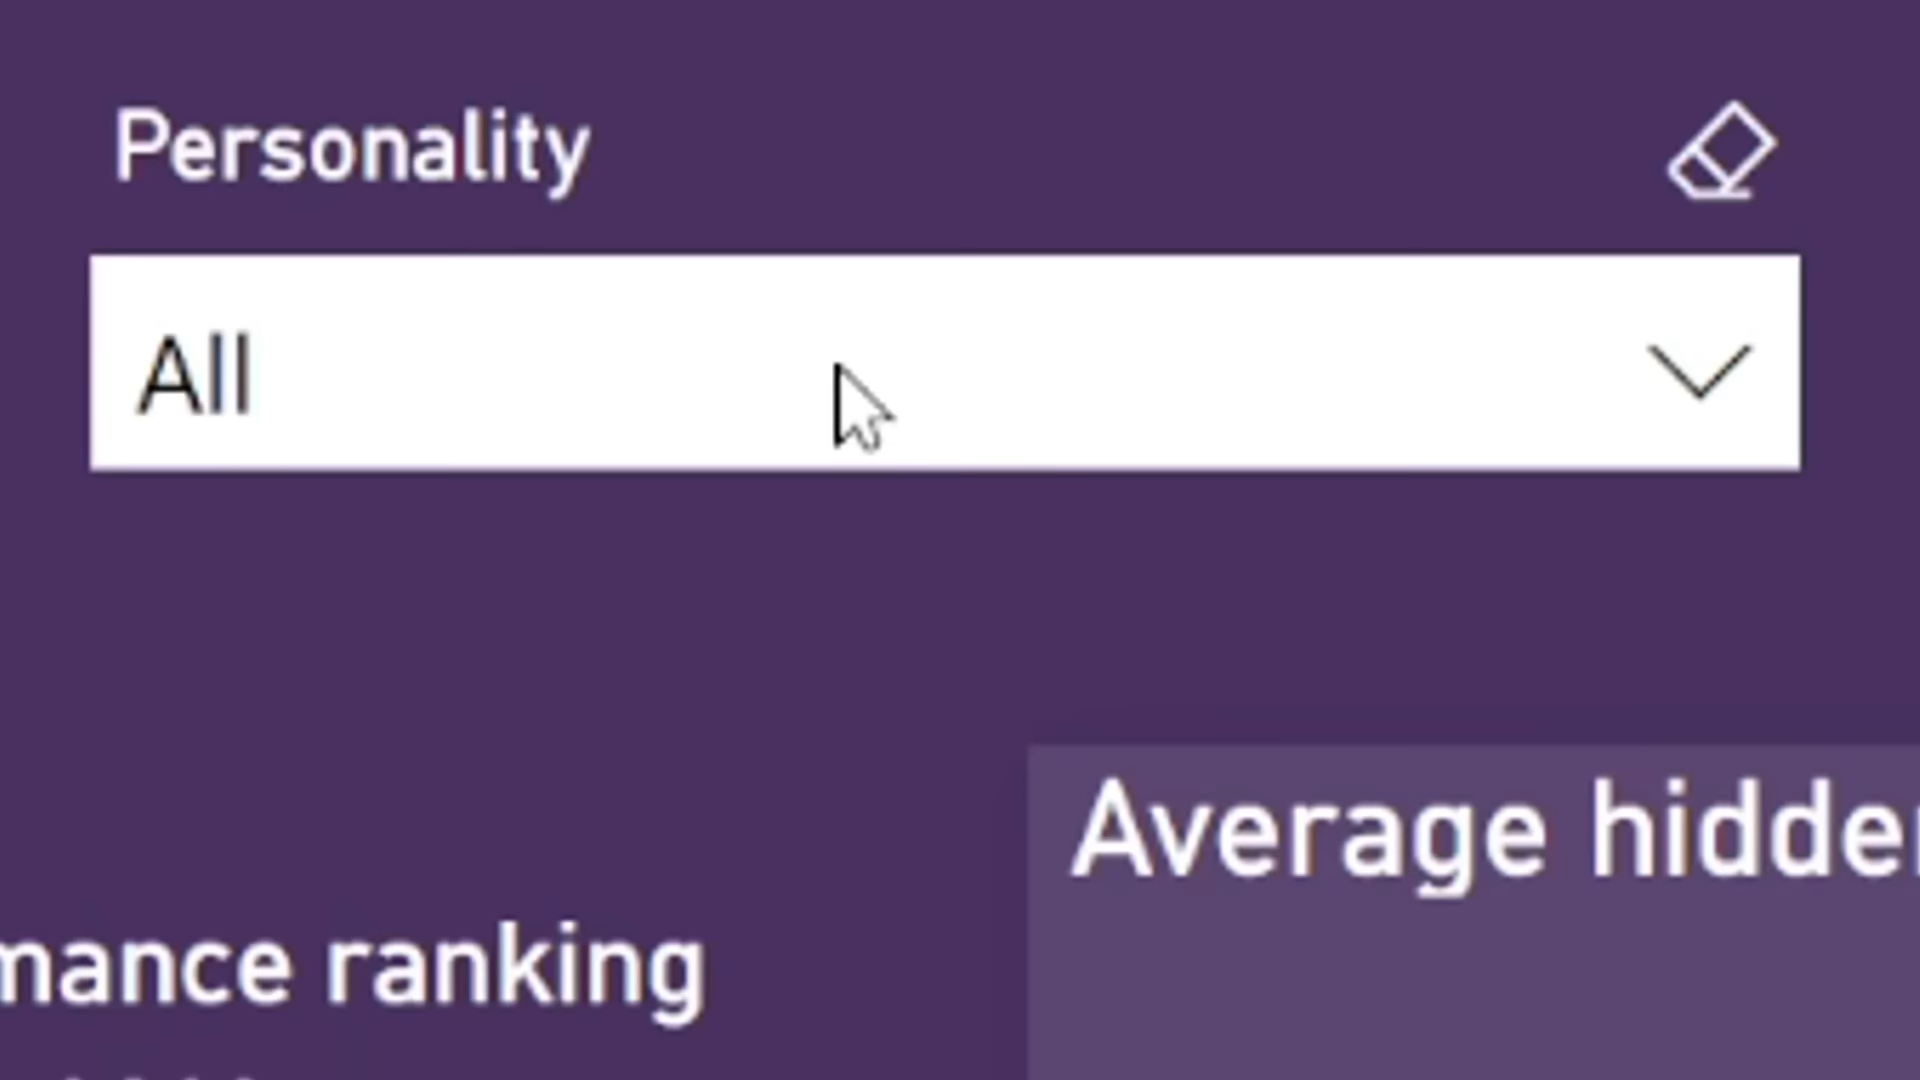 Personality
All
Average hidde
mance ranking